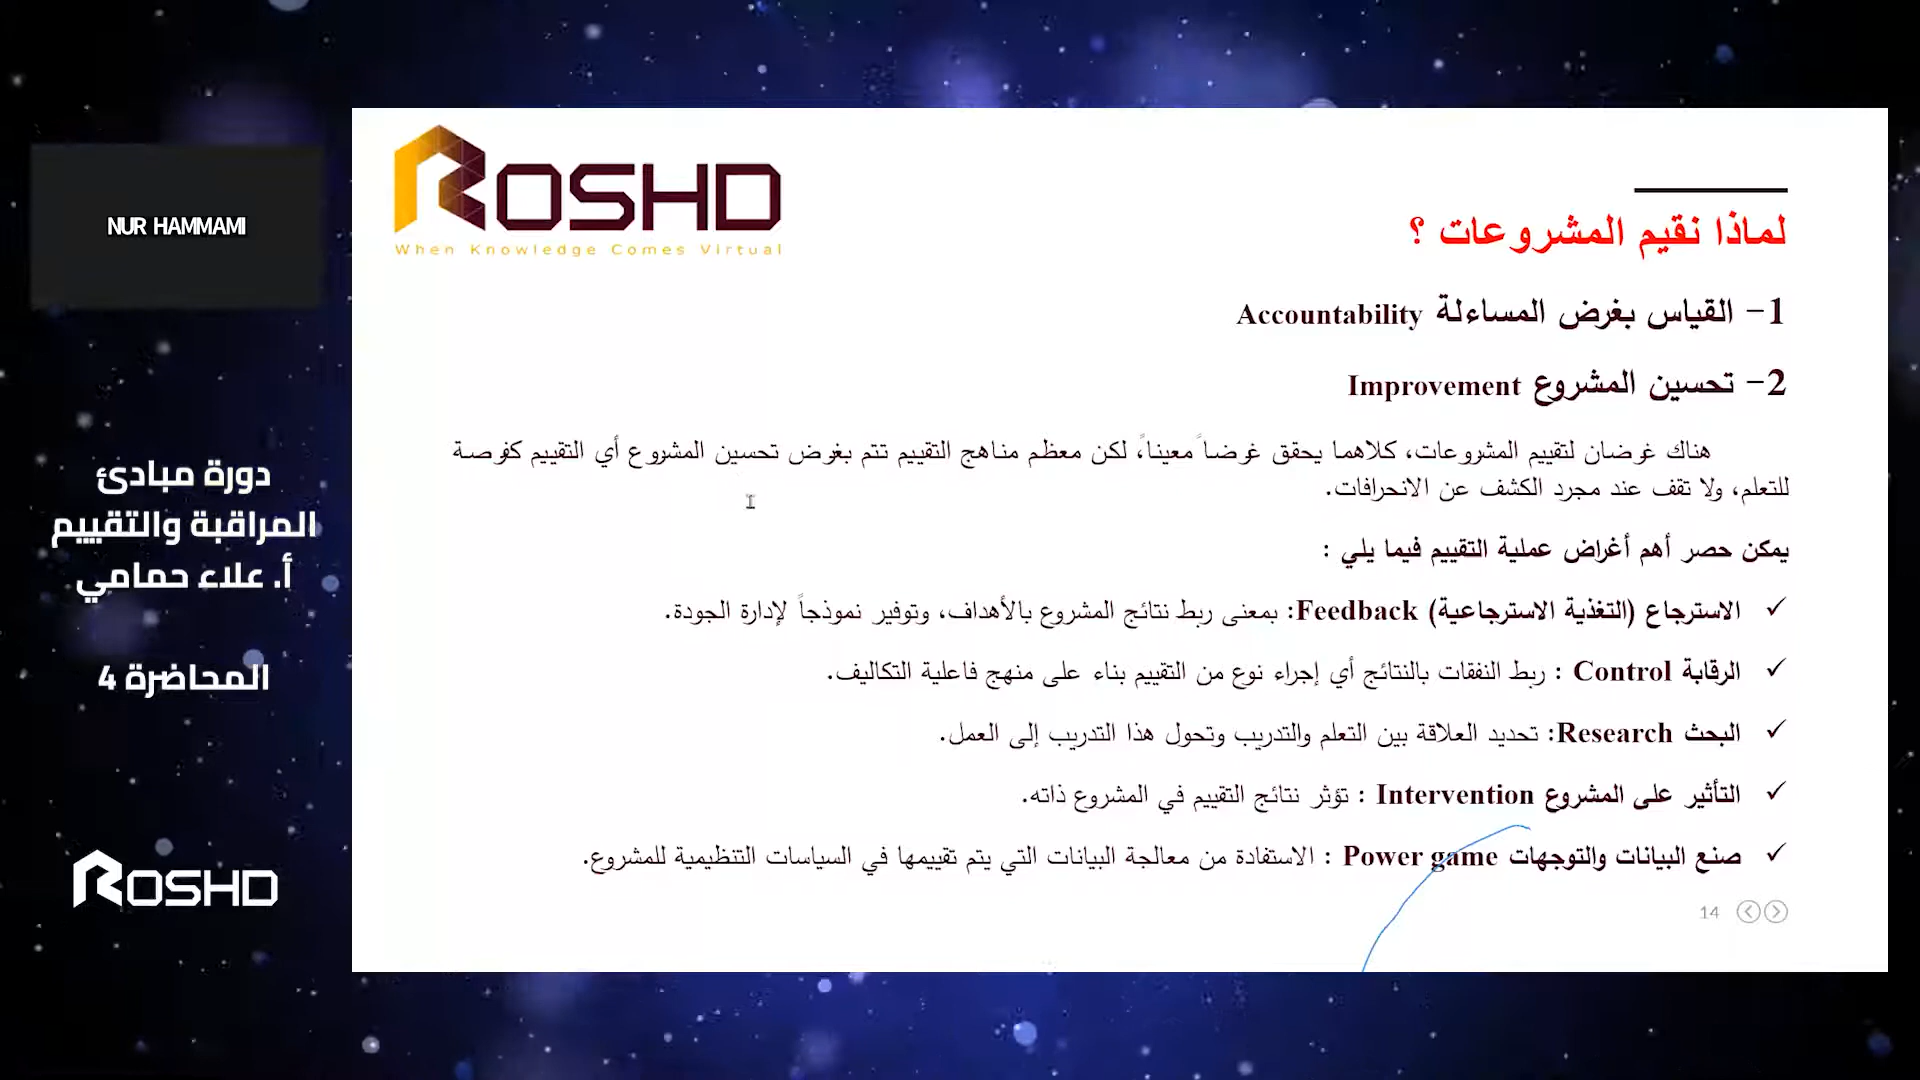 NUR HAMMAMI
دورة مبادئ
المراقبة والتقييم
أ. علاء حمامي
المحاضرة 4
ROSHD
ROSHD
When Knowledge Comes Virtual
لماذا نقيم المشروعات ؟
1- القياس بغرض المساءلة Accountability
2- تحسين المشروع Improvement
هناك غرضان لتقييم المشروعات، كلاهما يحقق غرضاً معيناً، لكن معظم مناهج التقييم تتم بغرض تحسين المشروع أي التقييم كفرصة
للتعلم، ولا تقف عند مجرد الكشف عن الانحرافات.
يمكن حصر أهم أغراض عملية التقييم فيما يلي :
✓ الاسترجاع (التغذية الاسترجاعية) Feedback: بمعنى ربط نتائج المشروع بالأهداف، وتوفير نموذجاً لإدارة الجودة.
✓ الرقابة Control : ربط النفقات بالنتائج أي إجراء نوع من التقييم بناء على منهج فاعلية التكاليف.
✓ البحث Research: تحديد العلاقة بين التعلم والتدريب وتحول هذا التدريب إلى العمل.
✓ التأثير على المشروع Intervention : تؤثر نتائج التقييم في المشروع ذاته.
✓ صنع البيانات والتوجهات Power game : الاستفادة من معالجة البيانات التي يتم تقييمها في السياسات التنظيمية للمشروع.
14